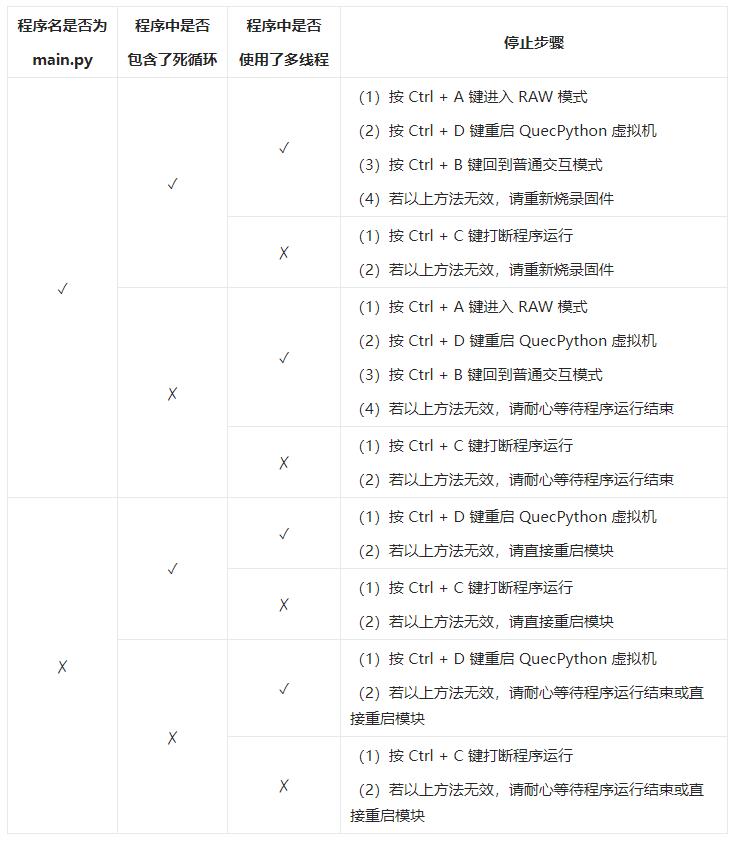 程序名是否为
main.py
程序中是否
包含了死循环
程序中是否
使用了多线程
停止步骤
✓
✓
✓
（1）按 Ctrl + A 键进入 RAW 模式
（2）按 Ctrl + D 键重启 QuecPython 虚拟机
（3）按 Ctrl + B 键回到普通交互模式
（4）若以上方法无效，请重新烧录固件
✗
（1）按 Ctrl + C 键打断程序运行
（2）若以上方法无效，请重新烧录固件
✗
✓
（1）按 Ctrl + A 键进入 RAW 模式
（2）按 Ctrl + D 键重启 QuecPython 虚拟机
（3）按 Ctrl + B 键回到普通交互模式
（4）若以上方法无效，请耐心等待程序运行结束
✗
（1）按 Ctrl + C 键打断程序运行
（2）若以上方法无效，请耐心等待程序运行结束
✗
✓
✓
（1）按 Ctrl + D 键重启 QuecPython 虚拟机
（2）若以上方法无效，请直接重启模块
✗
（1）按 Ctrl + C 键打断程序运行
（2）若以上方法无效，请直接重启模块
✗
✓
（1）按 Ctrl + D 键重启 QuecPython 虚拟机
（2）若以上方法无效，请耐心等待程序运行结束或直
接重启模块
✗
（1）按 Ctrl + C 键打断程序运行
（2）若以上方法无效，请耐心等待程序运行结束或直
接重启模块